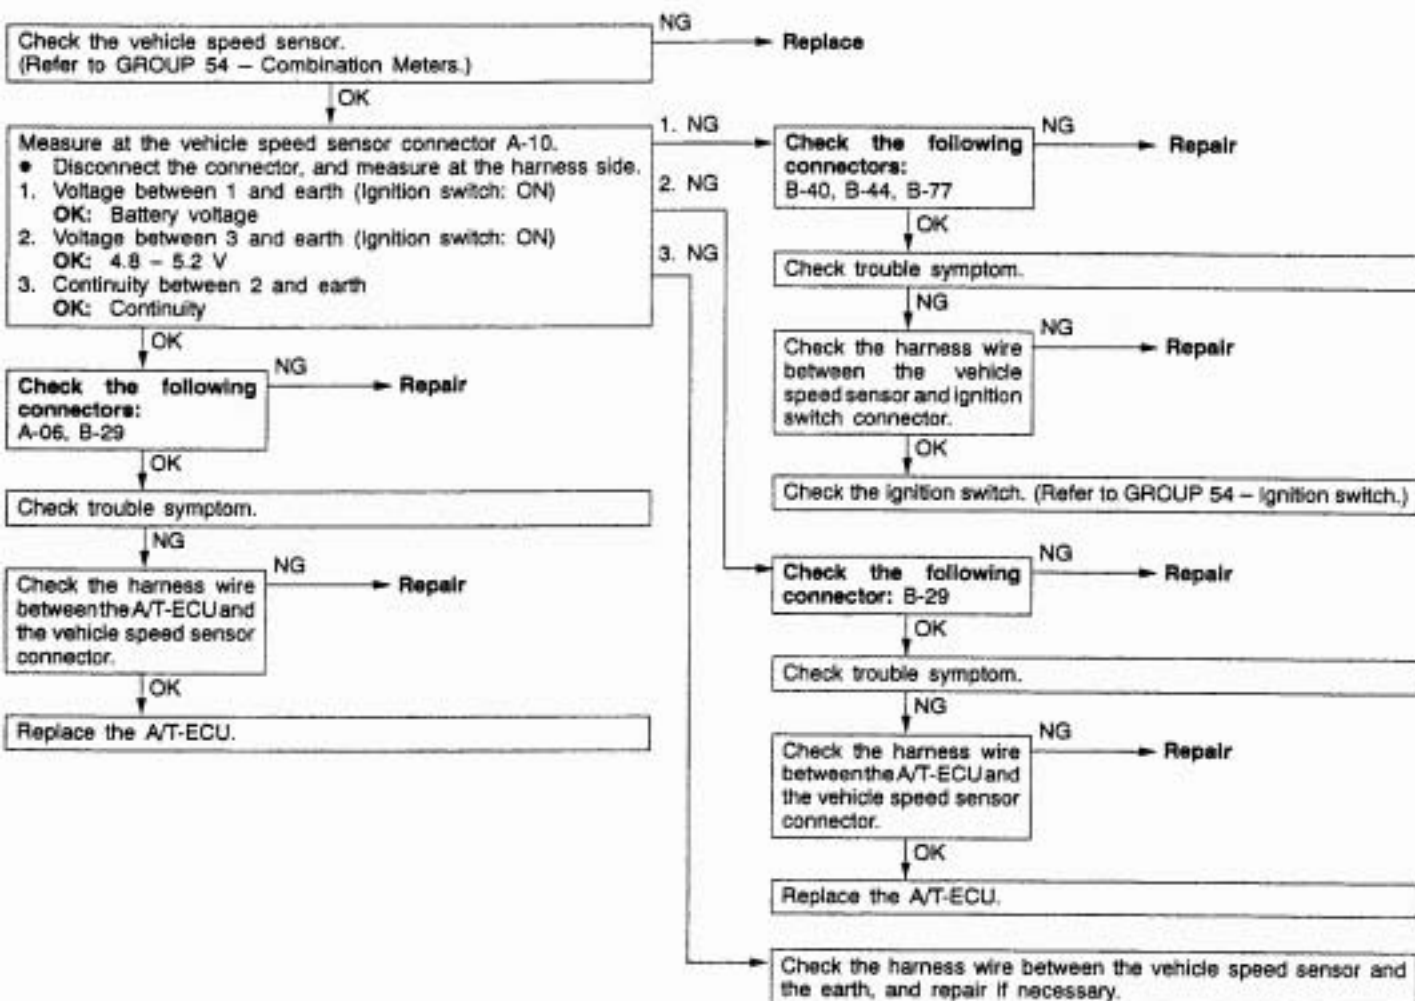 Check the vehicle speed sensor.
(Refer to GROUP 54 – Combination Meters.)
NG
Replace
OK
Measure at the vehicle speed sensor connector A-10.
● Disconnect the connector, and measure at the harness side.
1. Voltage between 1 and earth (Ignition switch: ON)
OK: Battery voltage
2. Voltage between 3 and earth (Ignition switch: ON)
OK: 4.8 – 5.2 V
3. Continuity between 2 and earth
OK: Continuity
1. NG
2. NG
3. NG
OK
Check the following
connectors:
A-06, B-29
NG
Repair
OK
Check trouble symptom.
NG
Check the harness wire
between the A/T-ECU and
the vehicle speed sensor
connector.
NG
Repair
OK
Replace the A/T-ECU.
Check the following
connectors:
B-40, B-44, B-77
NG
Repair
OK
Check trouble symptom.
NG
Check the harness wire
between the vehicle
speed sensor and ignition
switch connector.
NG
Repair
OK
Check the ignition switch. (Refer to GROUP 54 – Ignition switch.)
Check the following
connector: B-29
NG
Repair
OK
Check trouble symptom.
NG
Check the harness wire
between the A/T-ECU and
the vehicle speed sensor
connector.
NG
Repair
OK
Replace the A/T-ECU.
Check the harness wire between the vehicle speed sensor and
the earth, and repair if necessary.